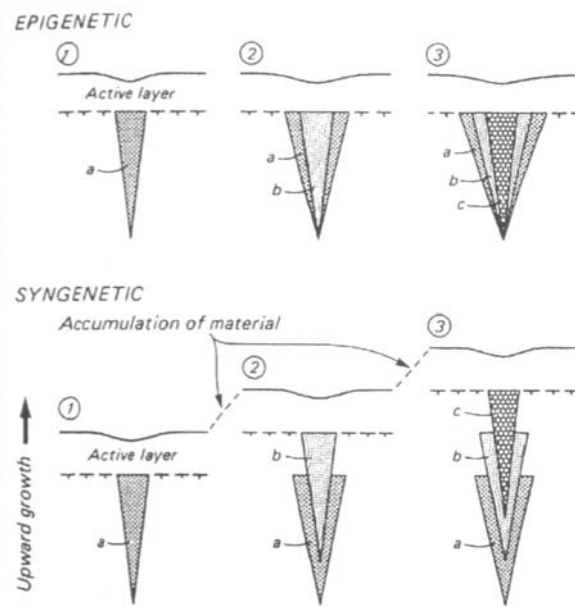 EPIGENETIC
1 2 3
Active layer
a
a
b
a
b
c
SYNGENETIC
Accumulation of material
3
2
1
Active layer
Upward growth
c
b
b
a
a
a